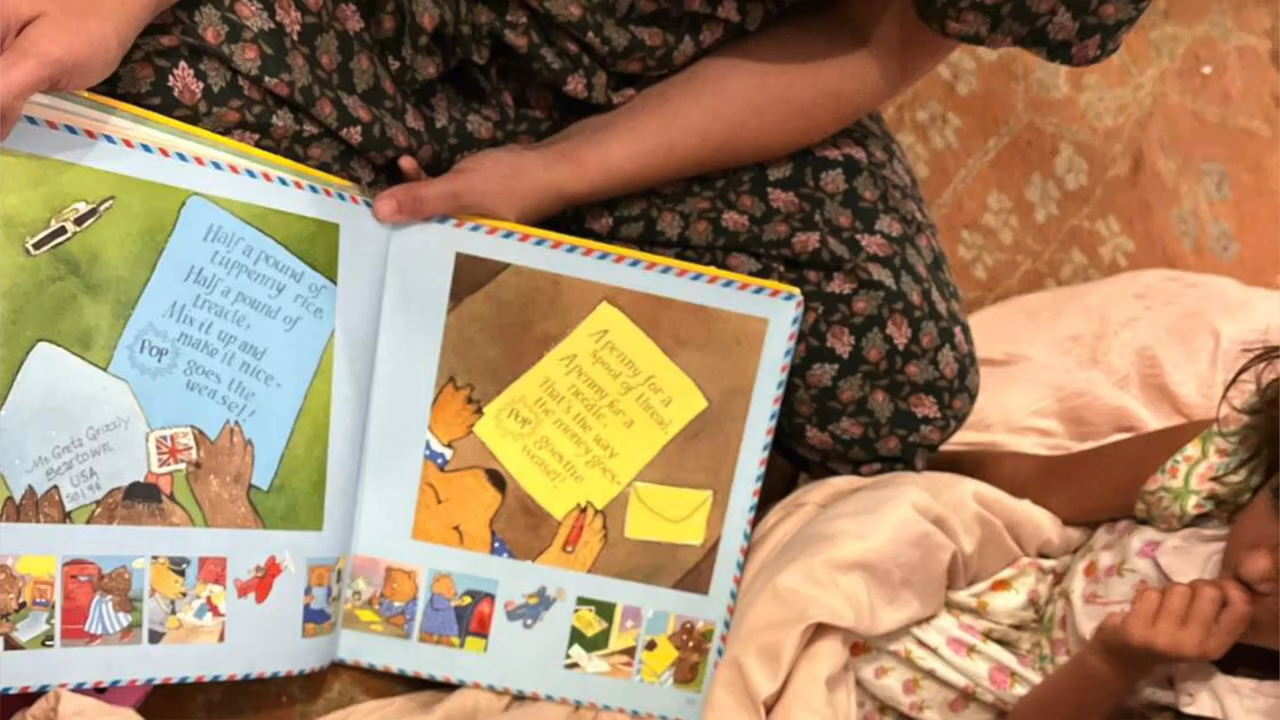 Half a pound of
tuppenny rice.
Half a pound of
treacle,
Mix it up and
make it nice–
POP
goes the
weasel!
Mr Gretz Grizzly
Beartown,
USA
A penny for a
spool of thread,
A penny for a
needle–
That's the way
the money goes–
POP
goes the
weasel!